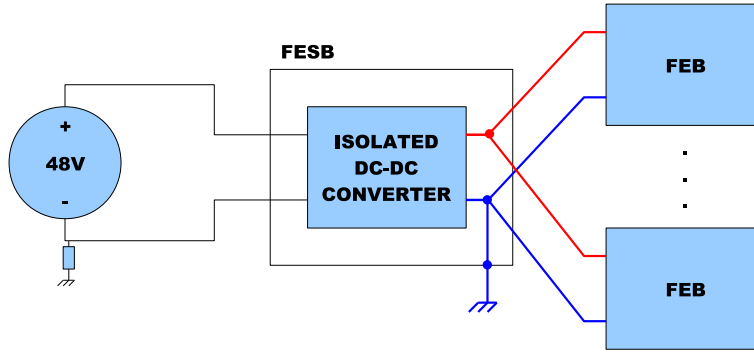 FESB
FEB
+
48V
-
ISOLATED
DC-DC
CONVERTER
FEB